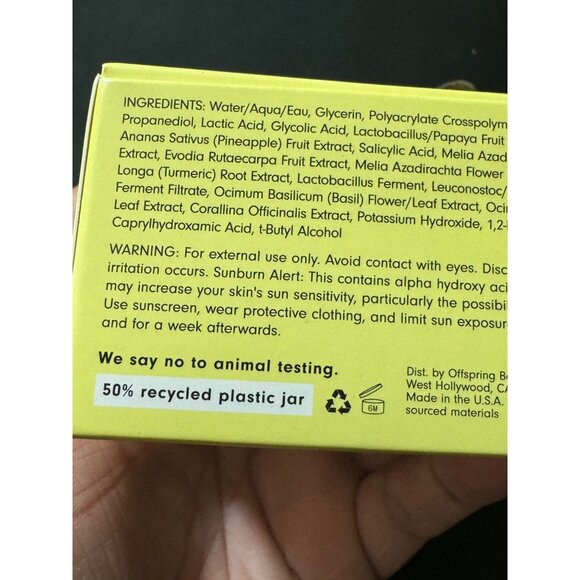 INGREDIENTS: Water/Aqua/Eau, Glycerin, Polyacrylate Crosspolym
Propanediol, Lactic Acid, Glycolic Acid, Lactobacillus/Papaya Fruit
Ananas Sativus (Pineapple) Fruit Extract, Salicylic Acid, Melia Azad
Extract, Evodia Rutaecarpa Fruit Extract, Melia Azadirachta Flower
Longa (Turmeric) Root Extract, Lactobacillus Ferment, Leuconostoc/
Ferment Filtrate, Ocimum Basilicum (Basil) Flower/Leaf Extract, Ocin
Leaf Extract, Corallina Officinalis Extract, Potassium Hydroxide, 1,2-
Caprylhydroxamic Acid, t-Butyl Alcohol
WARNING: For external use only. Avoid contact with eyes. Disc
irritation occurs. Sunburn Alert: This contains alpha hydroxy aci
may increase your skin's sun sensitivity, particularly the possibi
Use sunscreen, wear protective clothing, and limit sun exposur
and for a week afterwards.
We say no to animal testing.
50% recycled plastic jar
6M
Dist. by Offspring Be
West Hollywood, CA
Made in the U.S.A.
sourced materials